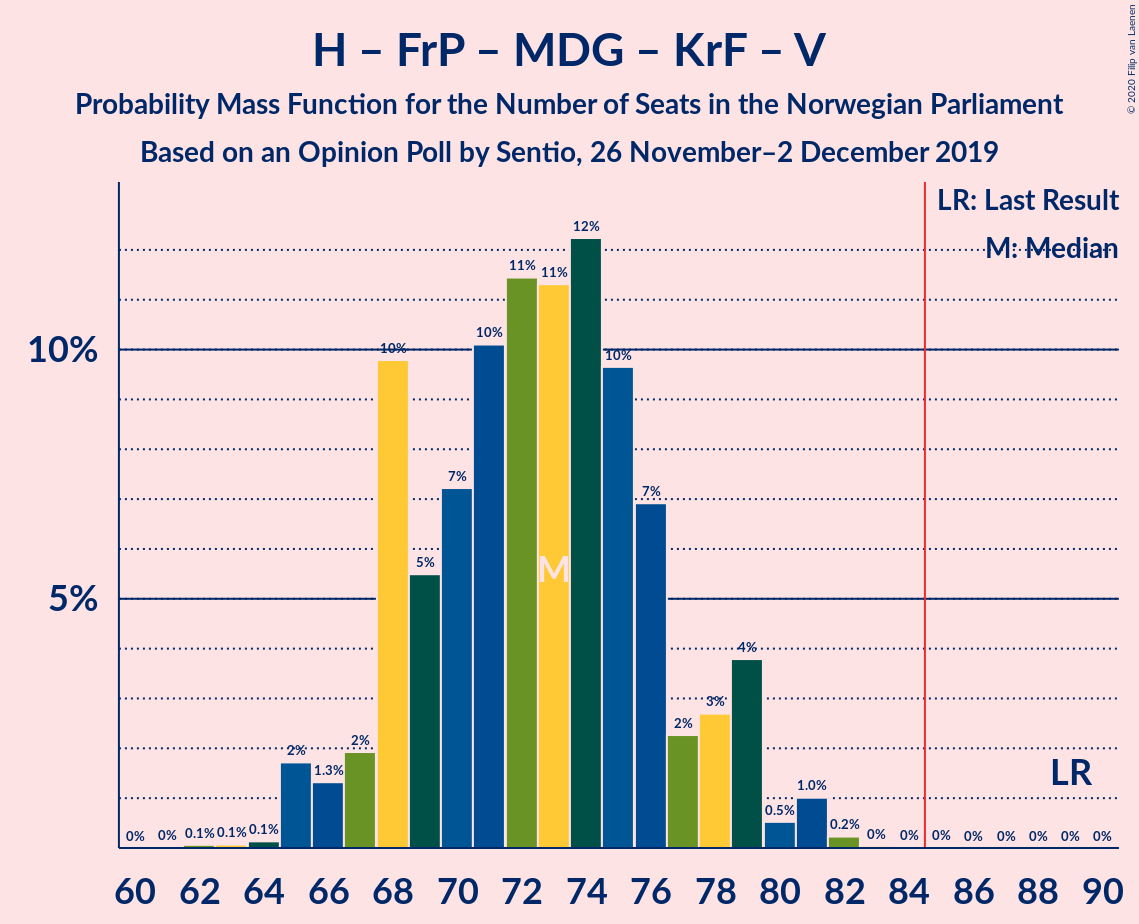 H – FrP – MDG – KrF – V
Probability Mass Function for the Number of Seats in the Norwegian Parliament
Based on an Opinion Poll by Sentio, 26 November–2 December 2019
© 2020 Filip van Laenen
LR: Last Result
M: Median
10%
5%
0% 0% 0.1% 0.1% 0.1% 2% 1.3% 2% 10% 5% 7% 10% 11% 11% 12% 10% 7% 2% 3% 4% 0.5% 1.0% 0.2% 0% 0% 0% 0% 0% 0% 0% 0%
M
LR
60 62 64 66 68 70 72 74 76 78 80 82 84 86 88 90